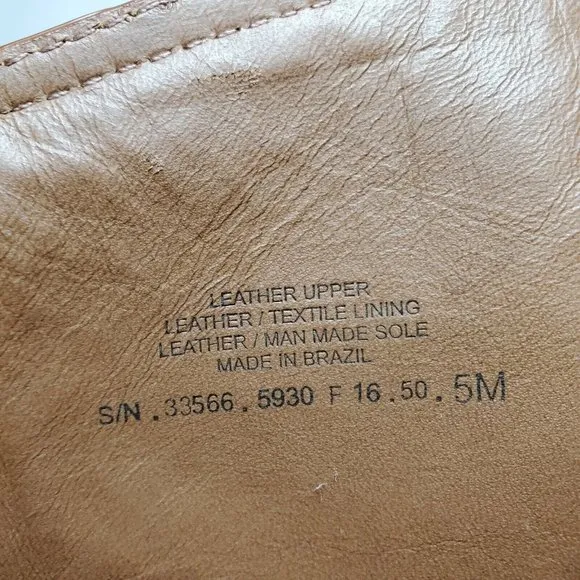 LEATHER UPPER
LEATHER / TEXTILE LINING
LEATHER / MAN MADE SOLE
MADE IN BRAZIL
S/N . 33566 . 5930 F 16 . 50 . 5M